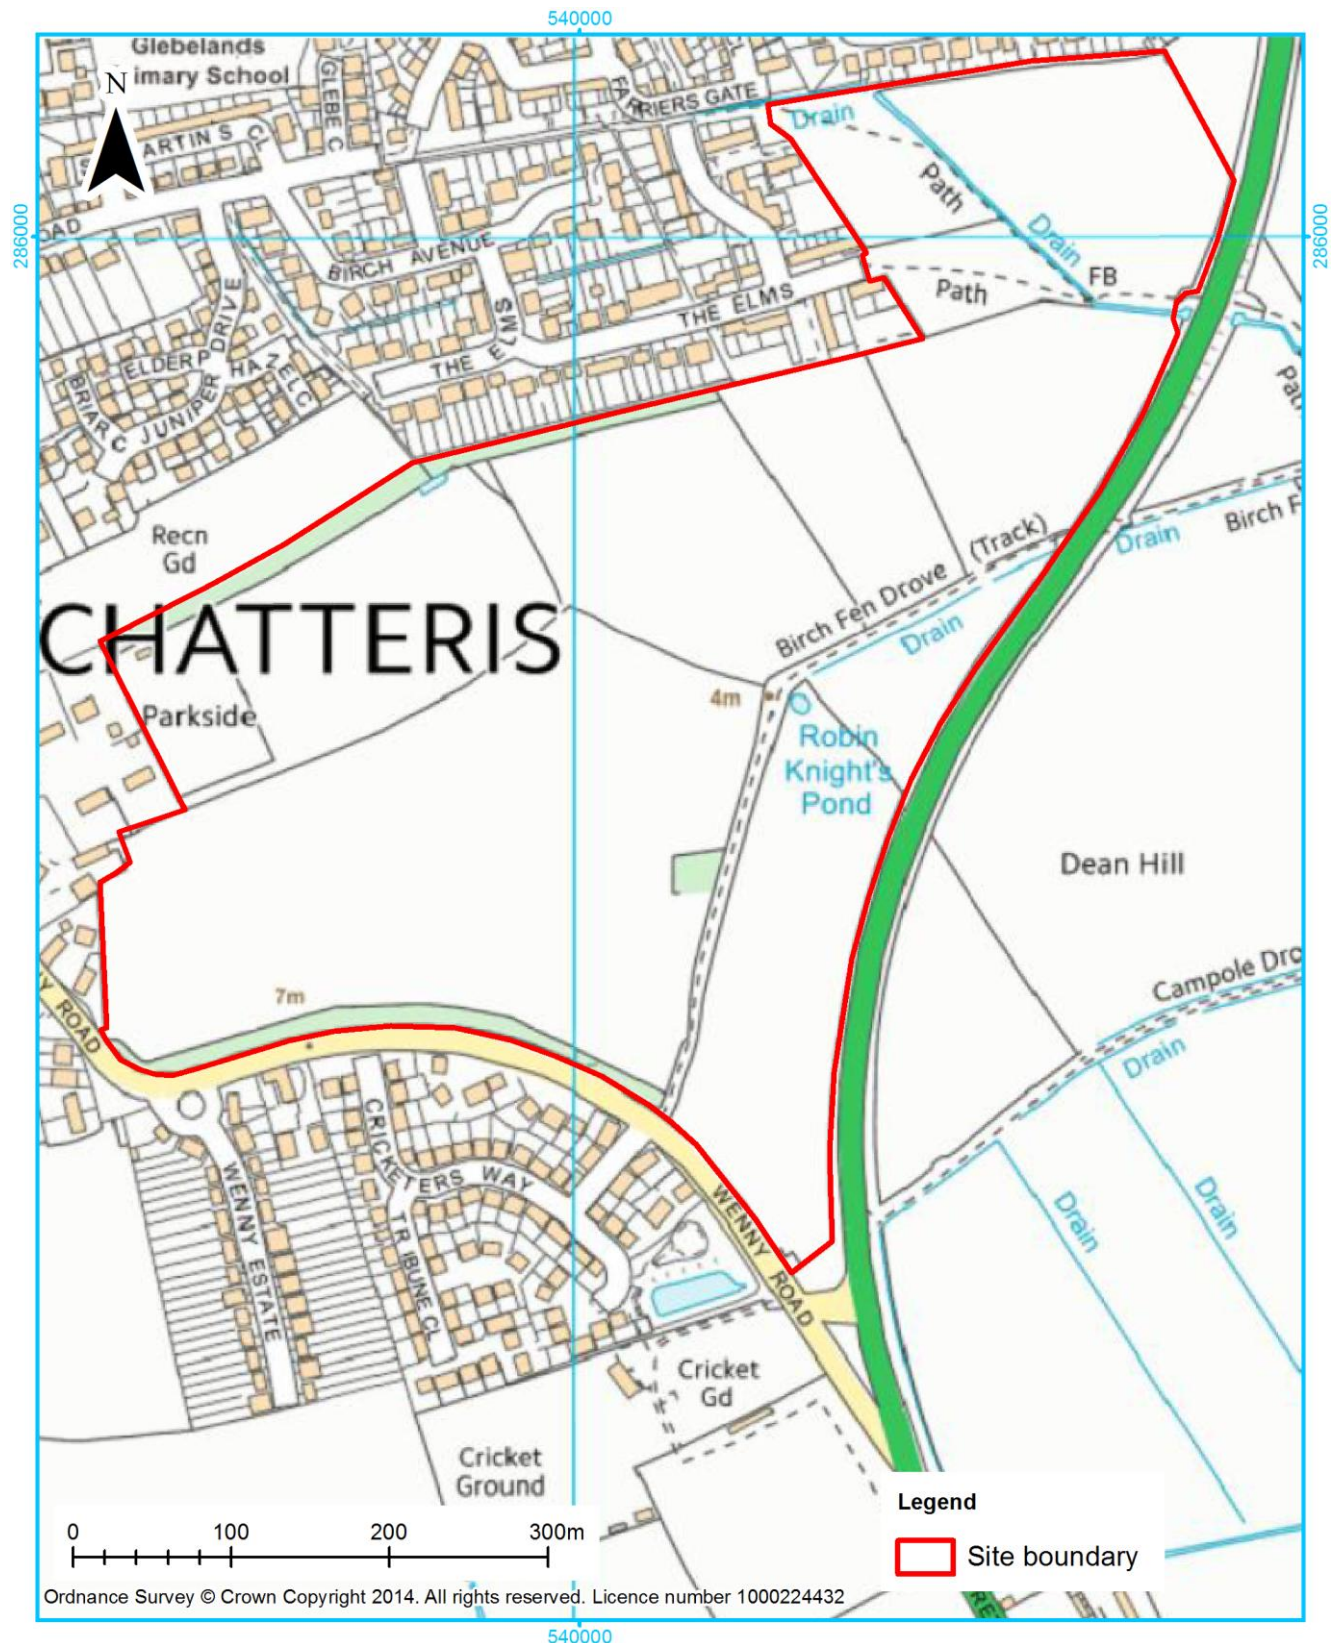 540000
Glebelands
imary School
N
GLEBE C
FARRIERS GATE
Drain
ARTIN S CL
Path
Drain
286000
286000
OAD
BIRCH AVENUE
FB
Path
THE ELMS
ELMS
THE
ELDER P
JUNIPER DRIVE
HAZEL C
BRIAR C
Path
Recn
Gd
Birch Fen Drove (Track)
Drain
Birch F
Drain
CHATTERIS
4m
Parkside
Robin
Knight's
Pond
Dean Hill
Campole Dro
7m
Y ROAD
Drain
CRICKETERS WAY
WENNY ESTATE
TRIBUNE CL
WENNY ROAD
Drain
Drain
Cricket
Gd
Cricket
Ground
Legend
Site boundary
0 100 200 300m
Ordnance Survey © Crown Copyright 2014. All rights reserved. Licence number 1000224432
540000